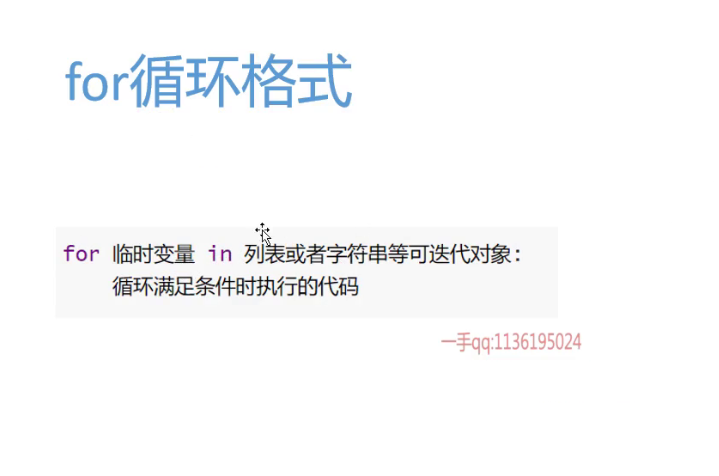 for循环格式
for 临时变量 in 列表或者字符串等可迭代对象:
循环满足条件时执行的代码
一手qq:1136195024